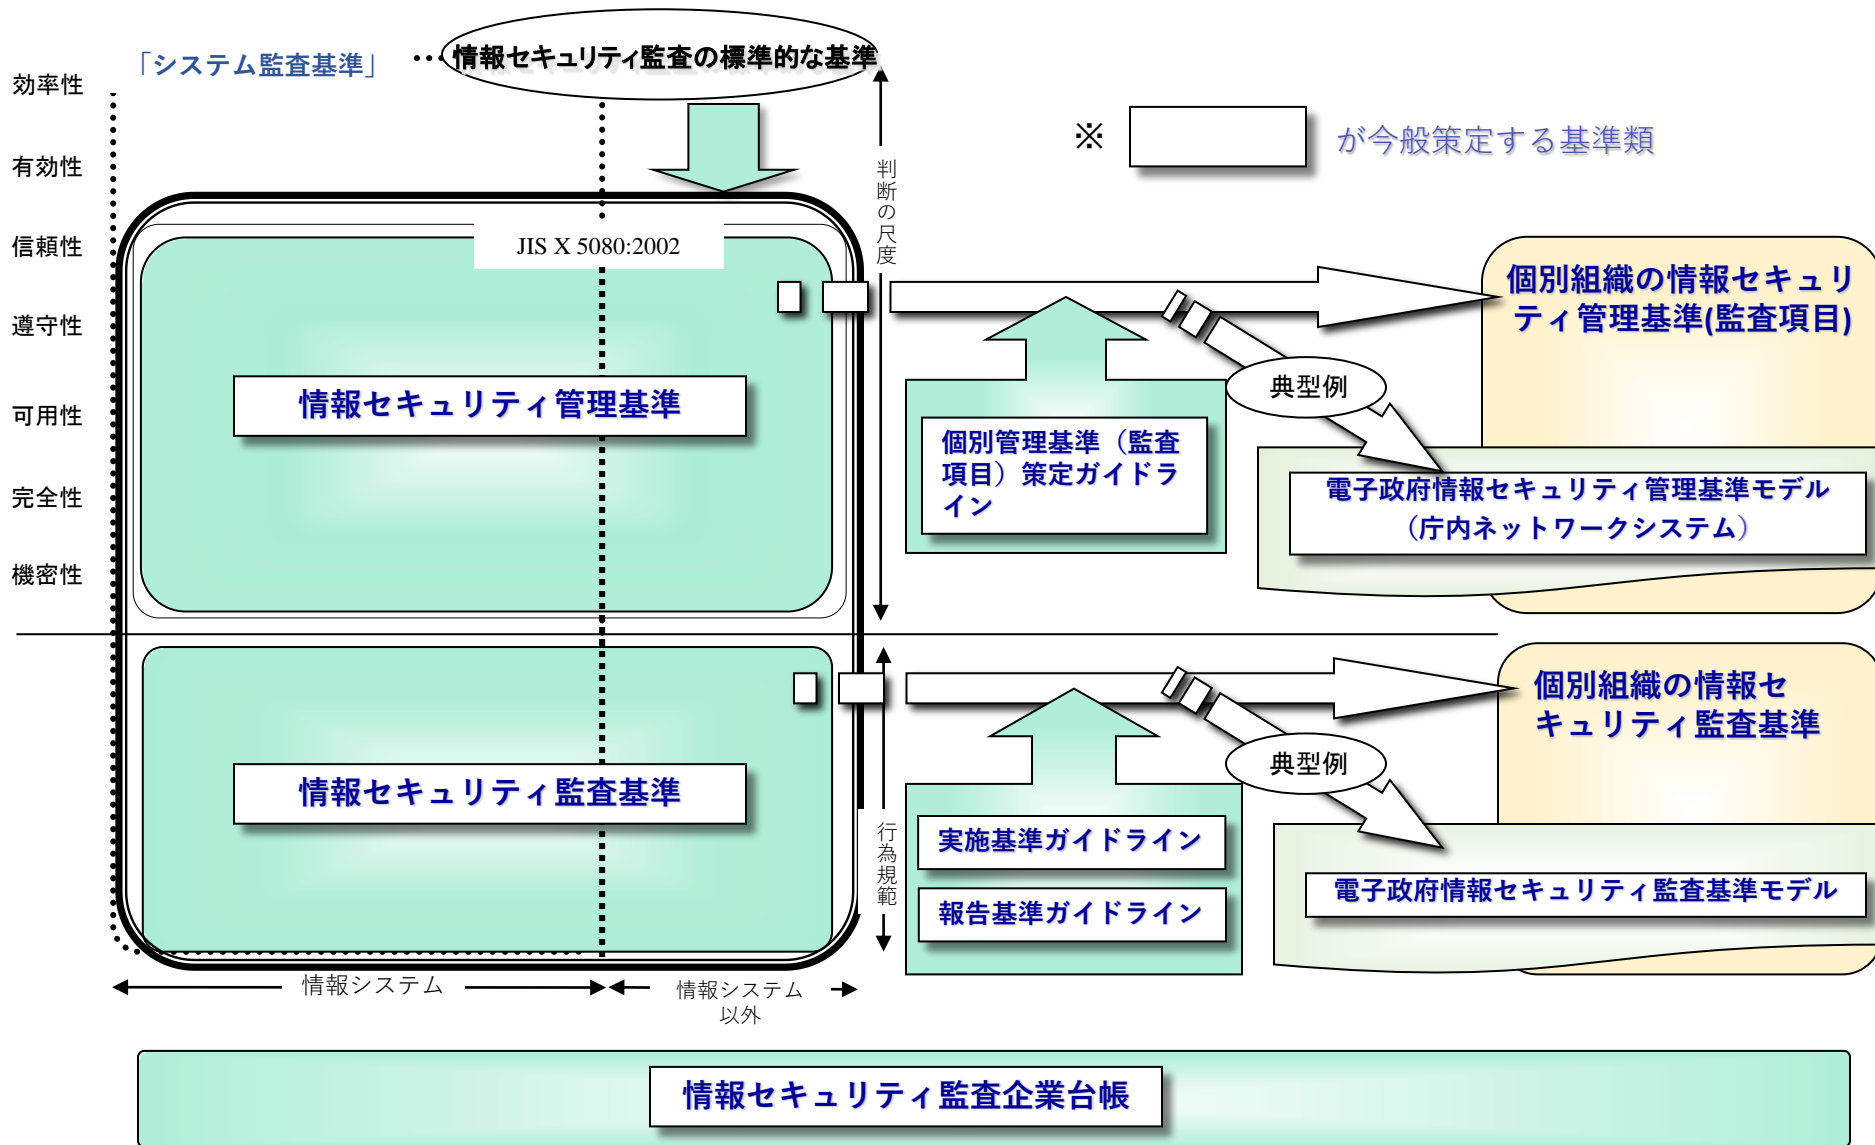 「システム監査基準」
情報セキュリティ監査の標準的な基準
効率性
有効性
信頼性
遵守性
可用性
完全性
機密性
※
が今般策定する基準類
判断の尺度
JIS X 5080:2002
情報セキュリティ管理基準
個別組織の情報セキュリ
ティ管理基準(監査項目)
典型例
個別管理基準（監査
項目）策定ガイドラ
イン
電子政府情報セキュリティ管理基準モデル
（庁内ネットワークシステム）
情報セキュリティ監査基準
行為規範
個別組織の情報セ
キュリティ監査基準
典型例
実施基準ガイドライン
報告基準ガイドライン
電子政府情報セキュリティ監査基準モデル
情報システム
情報システム
以外
情報セキュリティ監査企業台帳